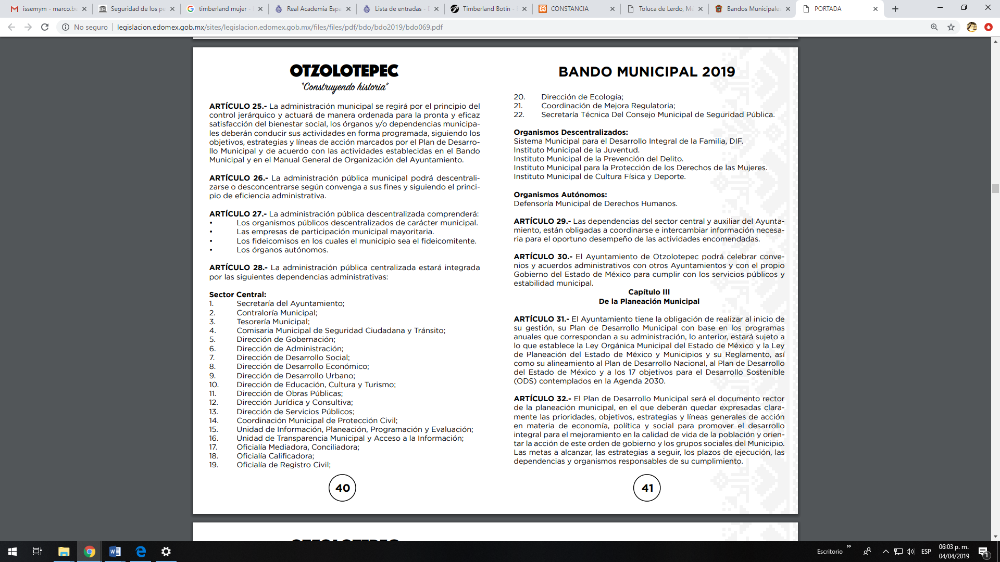 issemym - marco.be
Seguridad de los pe
timberland mujer -
Real Academia Espa
Lista de entradas -
Timberland Botín -
CONSTANCIA
Toluca de Lerdo, Mé
Bandos Municipales
PORTADA
No seguro
legislacion.edomex.gob.mx/sites/legislacion.edomex.gob.mx/files/files/pdf/bdo/bdo2019/bdo069.pdf
OTZOLOTEPEC
"Construyendo historia"
ARTÍCULO 25.- La administración municipal se regirá por el principio del
control jerárquico y actuará de manera ordenada para la pronta y eficaz
satisfacción del bienestar social, los órganos y/o dependencias municipa-
les deberán conducir sus actividades en forma programada, siguiendo los
objetivos, estrategias y líneas de acción marcados por el Plan de Desarro-
llo Municipal y de acuerdo con las actividades establecidas en el Bando
Municipal y en el Manual General de Organización del Ayuntamiento.
ARTÍCULO 26.- La administración pública municipal podrá descentrali-
zarse o desconcentrarse según convenga a sus fines y siguiendo el princi-
pio de eficiencia administrativa.
ARTÍCULO 27.- La administración pública descentralizada comprenderá:
• Los organismos públicos descentralizados de carácter municipal.
• Las empresas de participación municipal mayoritaria.
• Los fideicomisos en los cuales el municipio sea el fideicomitente.
• Los órganos autónomos.
ARTÍCULO 28.- La administración pública centralizada estará integrada
por las siguientes dependencias administrativas:
Sector Central:
1. Secretaría del Ayuntamiento;
2. Contraloría Municipal;
3. Tesorería Municipal;
4. Comisaria Municipal de Seguridad Ciudadana y Tránsito;
5. Dirección de Gobernación;
6. Dirección de Administración;
7. Dirección de Desarrollo Social;
8. Dirección de Desarrollo Económico;
9. Dirección de Desarrollo Urbano;
10. Dirección de Educación, Cultura y Turismo;
11. Dirección de Obras Públicas;
12. Dirección Jurídica y Consultiva;
13. Dirección de Servicios Públicos;
14. Coordinación Municipal de Protección Civil;
15. Unidad de Información, Planeación, Programación y Evaluación;
16. Unidad de Transparencia Municipal y Acceso a la Información;
17. Oficialía Mediadora, Conciliadora;
18. Oficialía Calificadora;
19. Oficialía de Registro Civil;
40
BANDO MUNICIPAL 2019
20. Dirección de Ecología;
21. Coordinación de Mejora Regulatoria;
22. Secretaría Técnica Del Consejo Municipal de Seguridad Pública.
Organismos Descentralizados:
Sistema Municipal para el Desarrollo Integral de la Familia, DIF.
Instituto Municipal de la Juventud.
Instituto Municipal de la Prevención del Delito.
Instituto Municipal para la Protección de los Derechos de las Mujeres.
Instituto Municipal de Cultura Física y Deporte.
Organismos Autónomos:
Defensoría Municipal de Derechos Humanos.
ARTÍCULO 29.- Las dependencias del sector central y auxiliar del Ayunta-
miento, están obligadas a coordinarse e intercambiar información necesa-
ria para el oportuno desempeño de las actividades encomendadas.
ARTÍCULO 30.- El Ayuntamiento de Otzolotepec podrá celebrar conve-
nios y acuerdos administrativos con otros Ayuntamientos y con el propio
Gobierno del Estado de México para cumplir con los servicios públicos y
estabilidad municipal.
Capítulo III
De la Planeación Municipal
ARTÍCULO 31.- El Ayuntamiento tiene la obligación de realizar al inicio de
su gestión, su Plan de Desarrollo Municipal con base en los programas
anuales que correspondan a su administración, lo anterior, estará sujeto a
lo que establece la Ley Orgánica Municipal del Estado de México y la Ley
de Planeación del Estado de México y Municipios y su Reglamento, así
como su alineamiento al Plan de Desarrollo Nacional, al Plan de Desarrollo
del Estado de México y a los 17 objetivos para el Desarrollo Sostenible
(ODS) contemplados en la Agenda 2030.
ARTÍCULO 32.- El Plan de Desarrollo Municipal será el documento rector
de la planeación municipal, en el que deberán quedar expresadas clara-
mente las prioridades, objetivos, estrategias y líneas generales de acción
en materia de economía, política y social para promover el desarrollo
integral para el mejoramiento en la calidad de vida de la población y orien-
tar la acción de este orden de gobierno y los grupos sociales del Municipio.
Las metas a alcanzar, las estrategias a seguir, los plazos de ejecución, las
dependencias y organismos responsables de su cumplimiento.
41
OTZOLOTEPEC
Escritorio
ESP
06:03 p. m.
04/04/2019
1